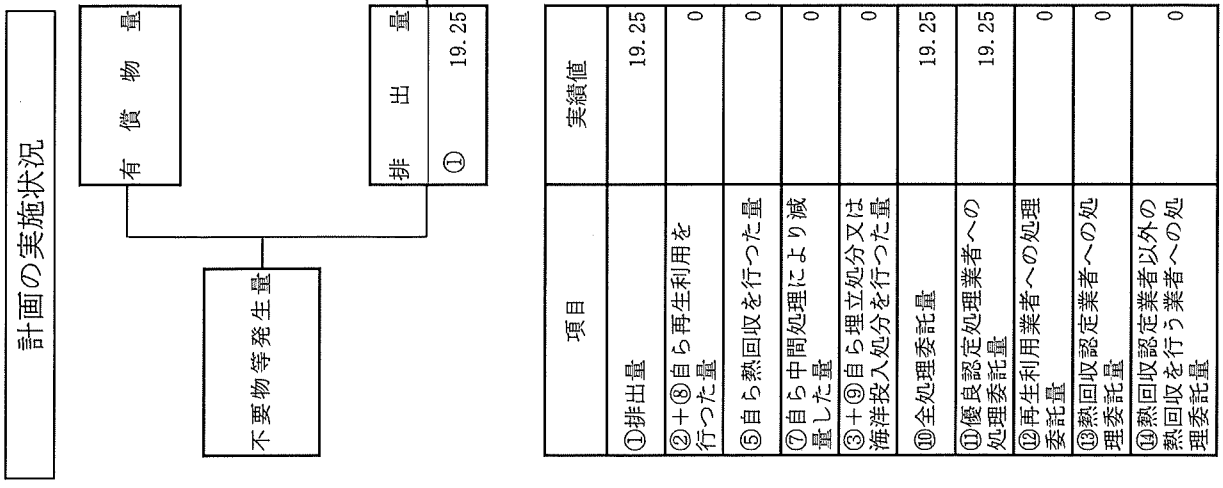 計画の実施状況
有償物量
不要物等発生量
排出量
① 19.25
項目 実績値
①排出量 19.25
②+⑧自ら再生利用を
行った量 0
⑤自ら熱回収を行った量 0
⑦自ら中間処理により減
量した量 0
③+⑨自ら埋立処分又は
海洋投入処分を行った量 0
⑩全処理委託量 19.25
⑪優良認定処理業者への
処理委託量 19.25
⑫再生利用業者への処理
委託量 0
⑬熱回収認定業者への処
理委託量 0
⑭熱回収認定業者以外の
熱回収を行う業者への処
理委託量 0